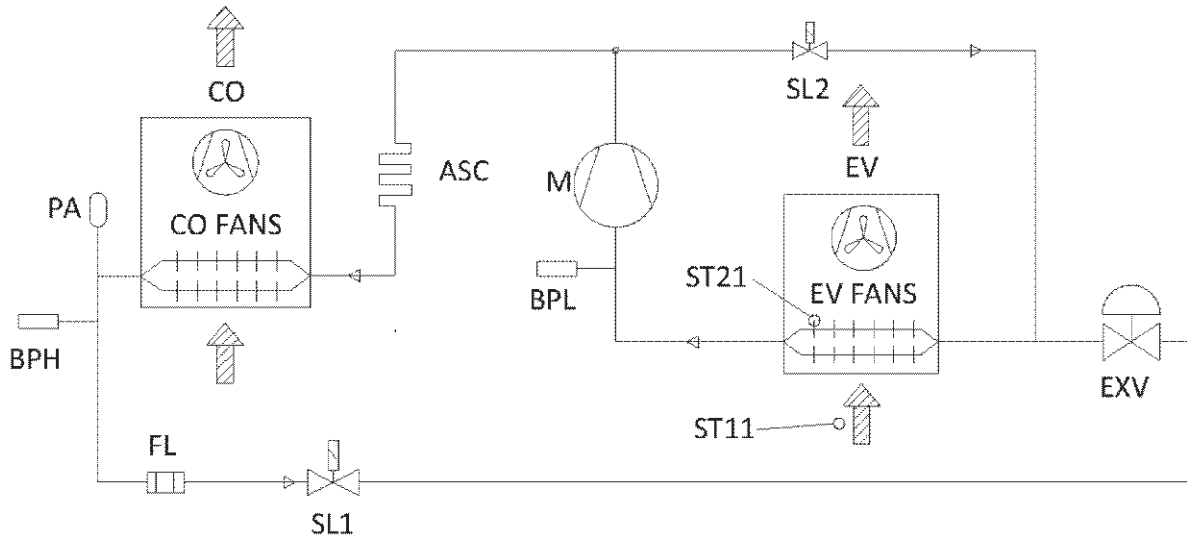 CO
SL2
PA
CO FANS
ASC
M
EV
ST21
EV FANS
BPL
BPH
EXV
ST11
FL
SL1